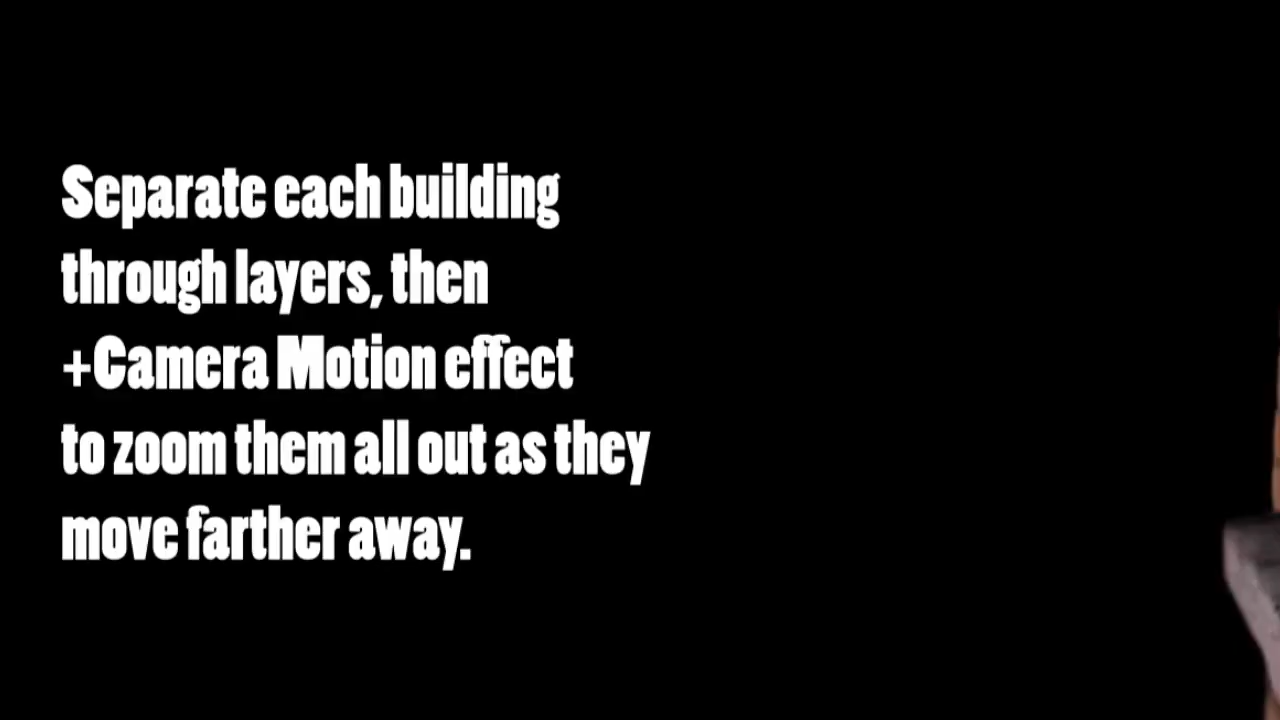 Separate each building
through layers, then
+Camera Motion effect
to zoom them all out as they
move farther away.